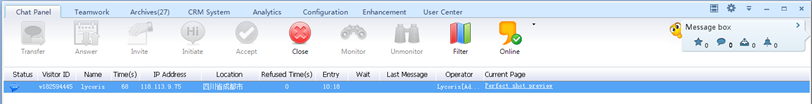 Chat Panel Teamwork Archives(27) CRM System Analytics Configuration Enhancement User Center
Message box
0 0 0 0
Transfer Answer Invite Hi Initiate Accept Close Monitor Unmonitor Filter Online
Status Visitor ID Name Time(s) IP Address Location Refused Time(s) Entry Wait Last Message Operator Current Page
v182594445 lycoris 60 118.113.9.75 四川省成都市 0 10:18 Lycoris[Ad... Perfect shot preview